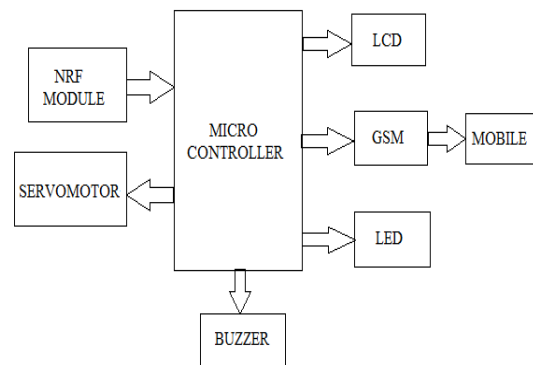 LCD
NRF
MODULE
MICRO
CONTROLLER
GSM
MOBILE
SERVOMOTOR
LED
BUZZER